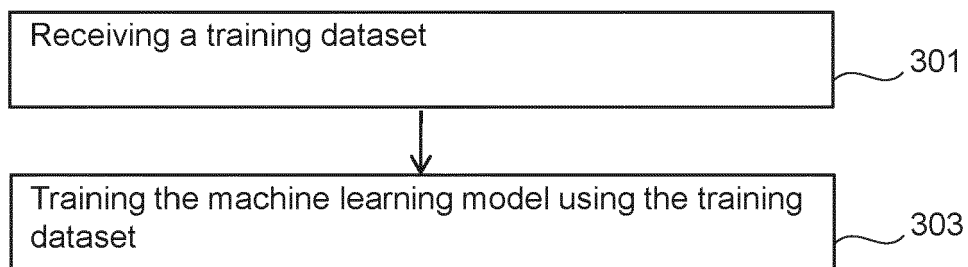 Receiving a training dataset
301
Training the machine learning model using the training
dataset
303